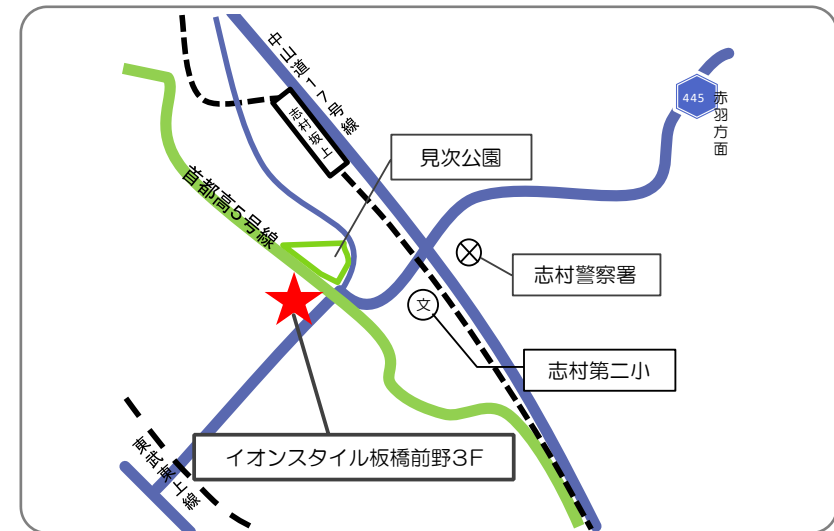 中山道17号線
志村坂上
445
赤羽方面
見次公園
首都高5号線
志村警察署
文
志村第二小
イオンスタイル板橋前野3F
東武東上線